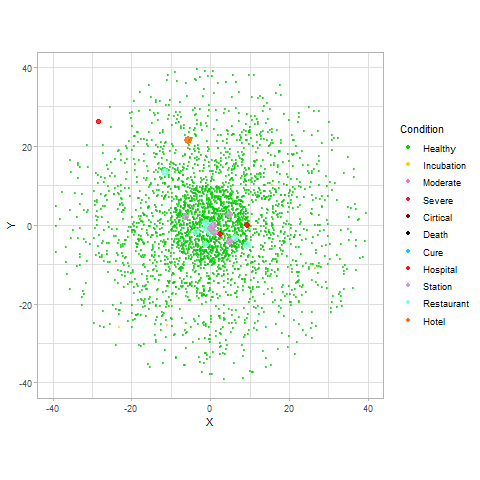 40
20
0
-20
-40
Y
-40
-20
0
20
40
X
Condition
Healthy
Incubation
Moderate
Severe
Cirtical
Death
Cure
Hospital
Station
Restaurant
Hotel